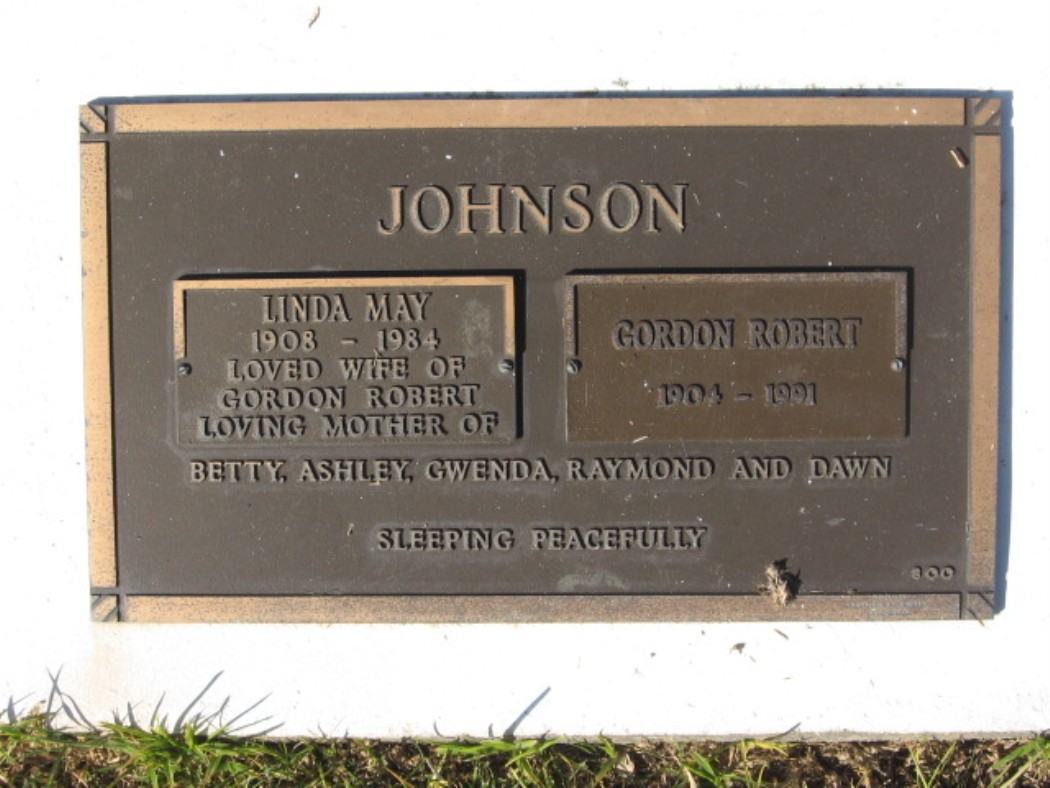 JOHNSON
LINDA MAY
1908 - 1984
LOVED WIFE OF
GORDON ROBERT
LOVING MOTHER OF
GORDON ROBERT
1904 - 1991
BETTY, ASHLEY, GWENDA, RAYMOND AND DAWN
SLEEPING PEACEFULLY
800